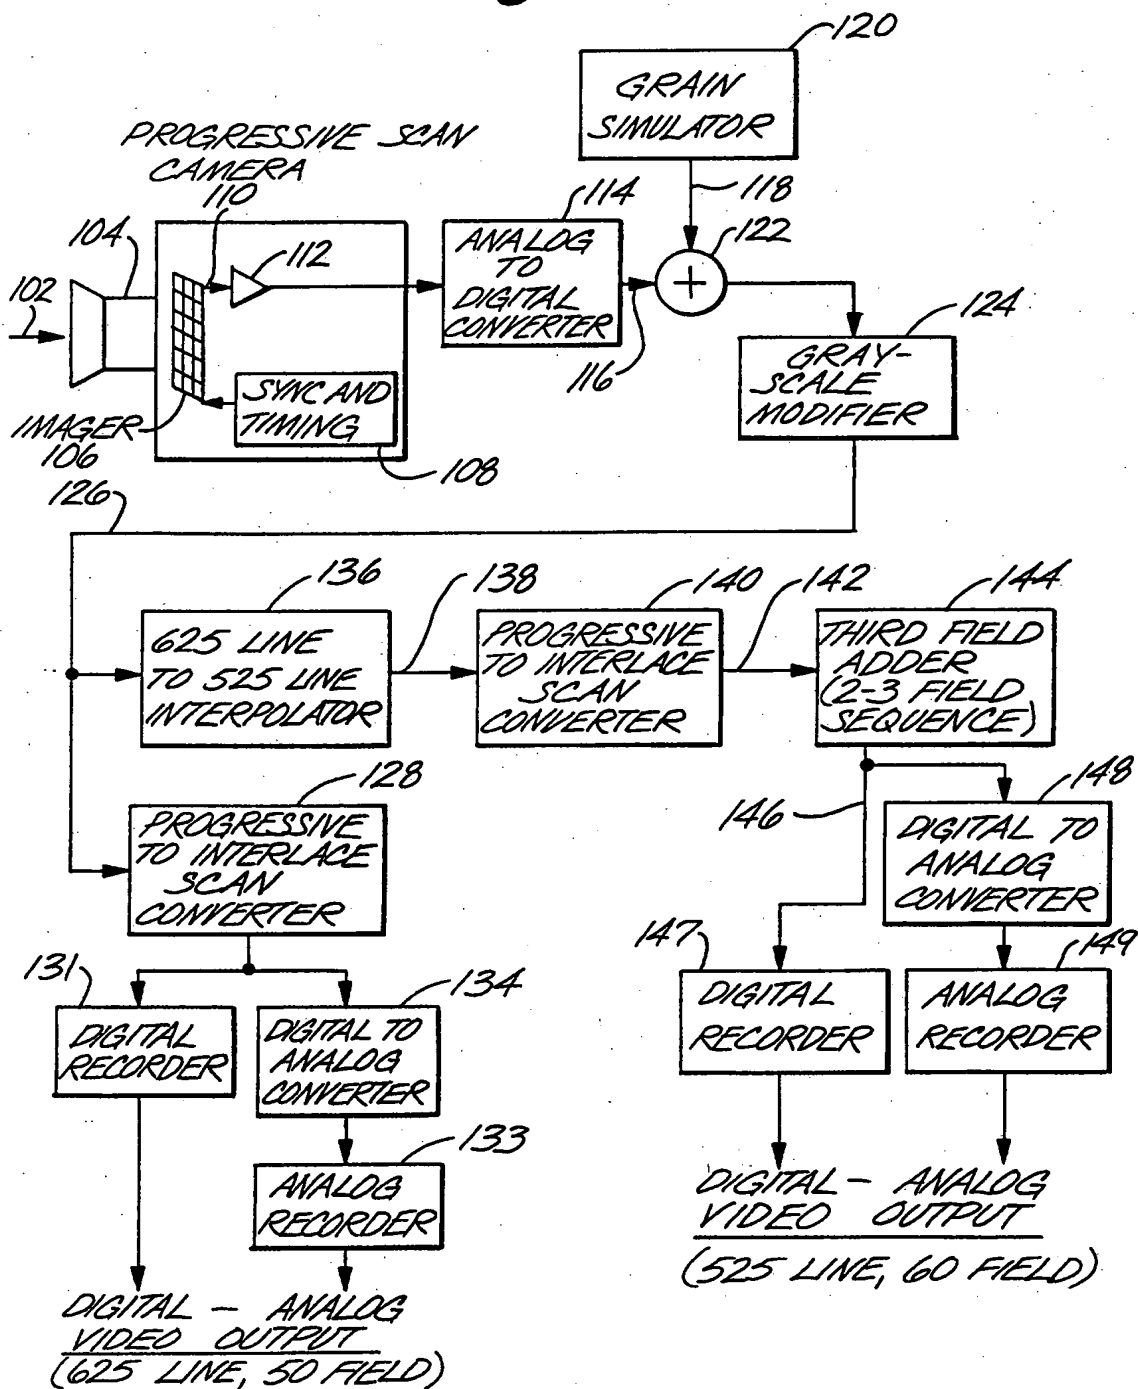 120
GRAIN
SIMULATOR
118
PROGRESSIVE SCAN
CAMERA
110
104
112
102
114
ANALOG
TO
DIGITAL
CONVERTER
116
122
124
GRAY-
SCALE
MODIFIER
SYNC AND
TIMING
IMAGER
106
108
126
136
625 LINE
TO 525 LINE
INTERPOLATOR
138
140
PROGRESSIVE
TO INTERLACE
SCAN
CONVERTER
142
144
THIRD FIELD
ADDER
(2-3 FIELD
SEQUENCE)
128
PROGRESSIVE
TO INTERLACE
SCAN
CONVERTER
146
148
DIGITAL TO
ANALOG
CONVERTER
131
DIGITAL
RECORDER
134
DIGITAL TO
ANALOG
CONVERTER
147
DIGITAL
RECORDER
149
ANALOG
RECORDER
133
ANALOG
RECORDER
DIGITAL - ANALOG
VIDEO OUTPUT
(525 LINE, 60 FIELD)
DIGITAL - ANALOG
VIDEO OUTPUT
(625 LINE, 50 FIELD)